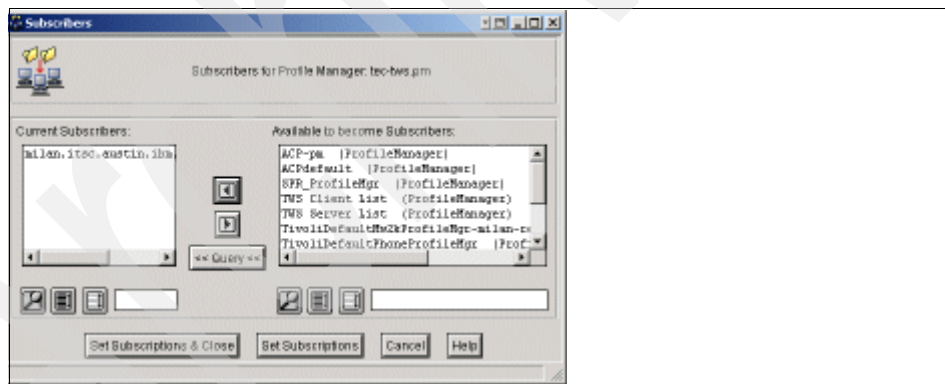 Subscribers
Subscribers for Profile Manager: tec-tws.pm
Current Subscribers:
Available to become Subscribers:
milan.itsc.austin.ibm.
ACP-pm (ProfileManager)
ACPdefault (ProfileManager)
SPR_ProfileMgr (ProfileManager)
TWS Client List (ProfileManager)
TWS Server List (ProfileManager)
TivoliDefaultMw2kProfileMgr-milan-re
TivoliDefaultPhoneProfileMgr (Prof
<< Query <<
Set Subscriptions & Close
Set Subscriptions
Cancel
Help